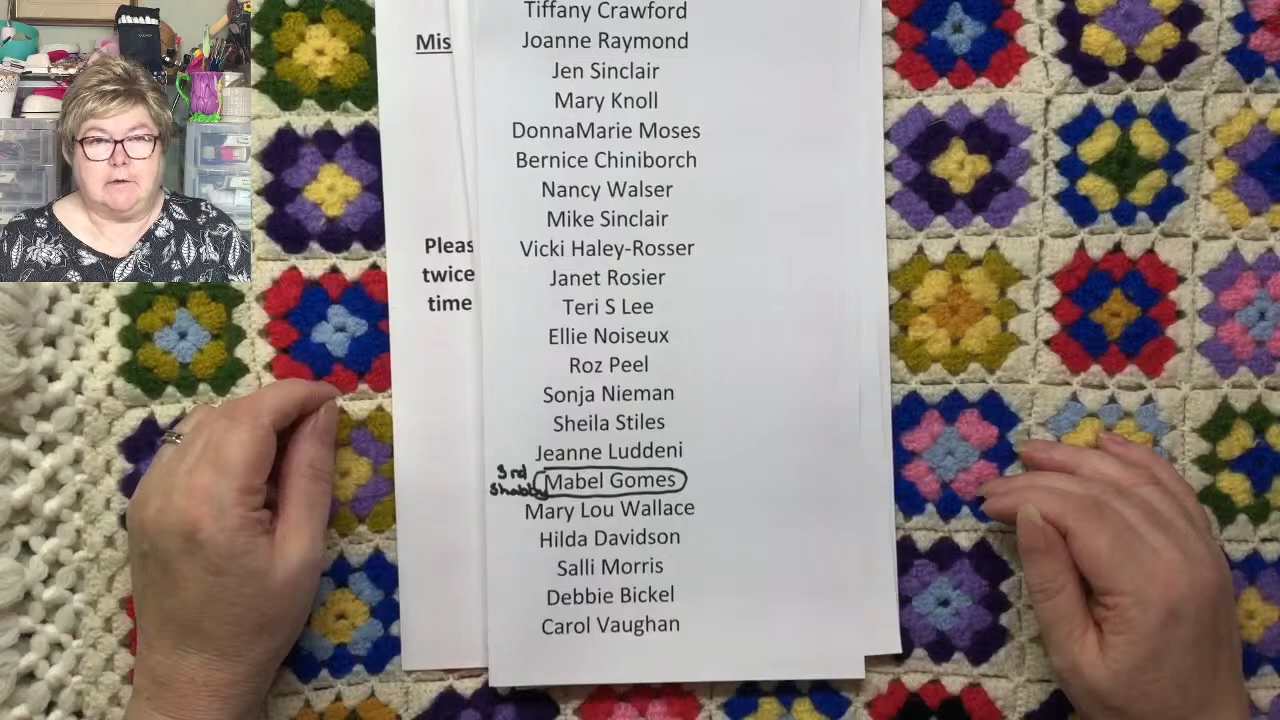 Mis
Pleas
twice
time
Tiffany Crawford
Joanne Raymond
Jen Sinclair
Mary Knoll
DonnaMarie Moses
Bernice Chiniborch
Nancy Walser
Mike Sinclair
Vicki Haley-Rosser
Janet Rosier
Teri S Lee
Ellie Noiseux
Roz Peel
Sonja Nieman
Sheila Stiles
Jeanne Luddeni
3rd
Shabby Mabel Gomes
Mary Lou Wallace
Hilda Davidson
Salli Morris
Debbie Bickel
Carol Vaughan